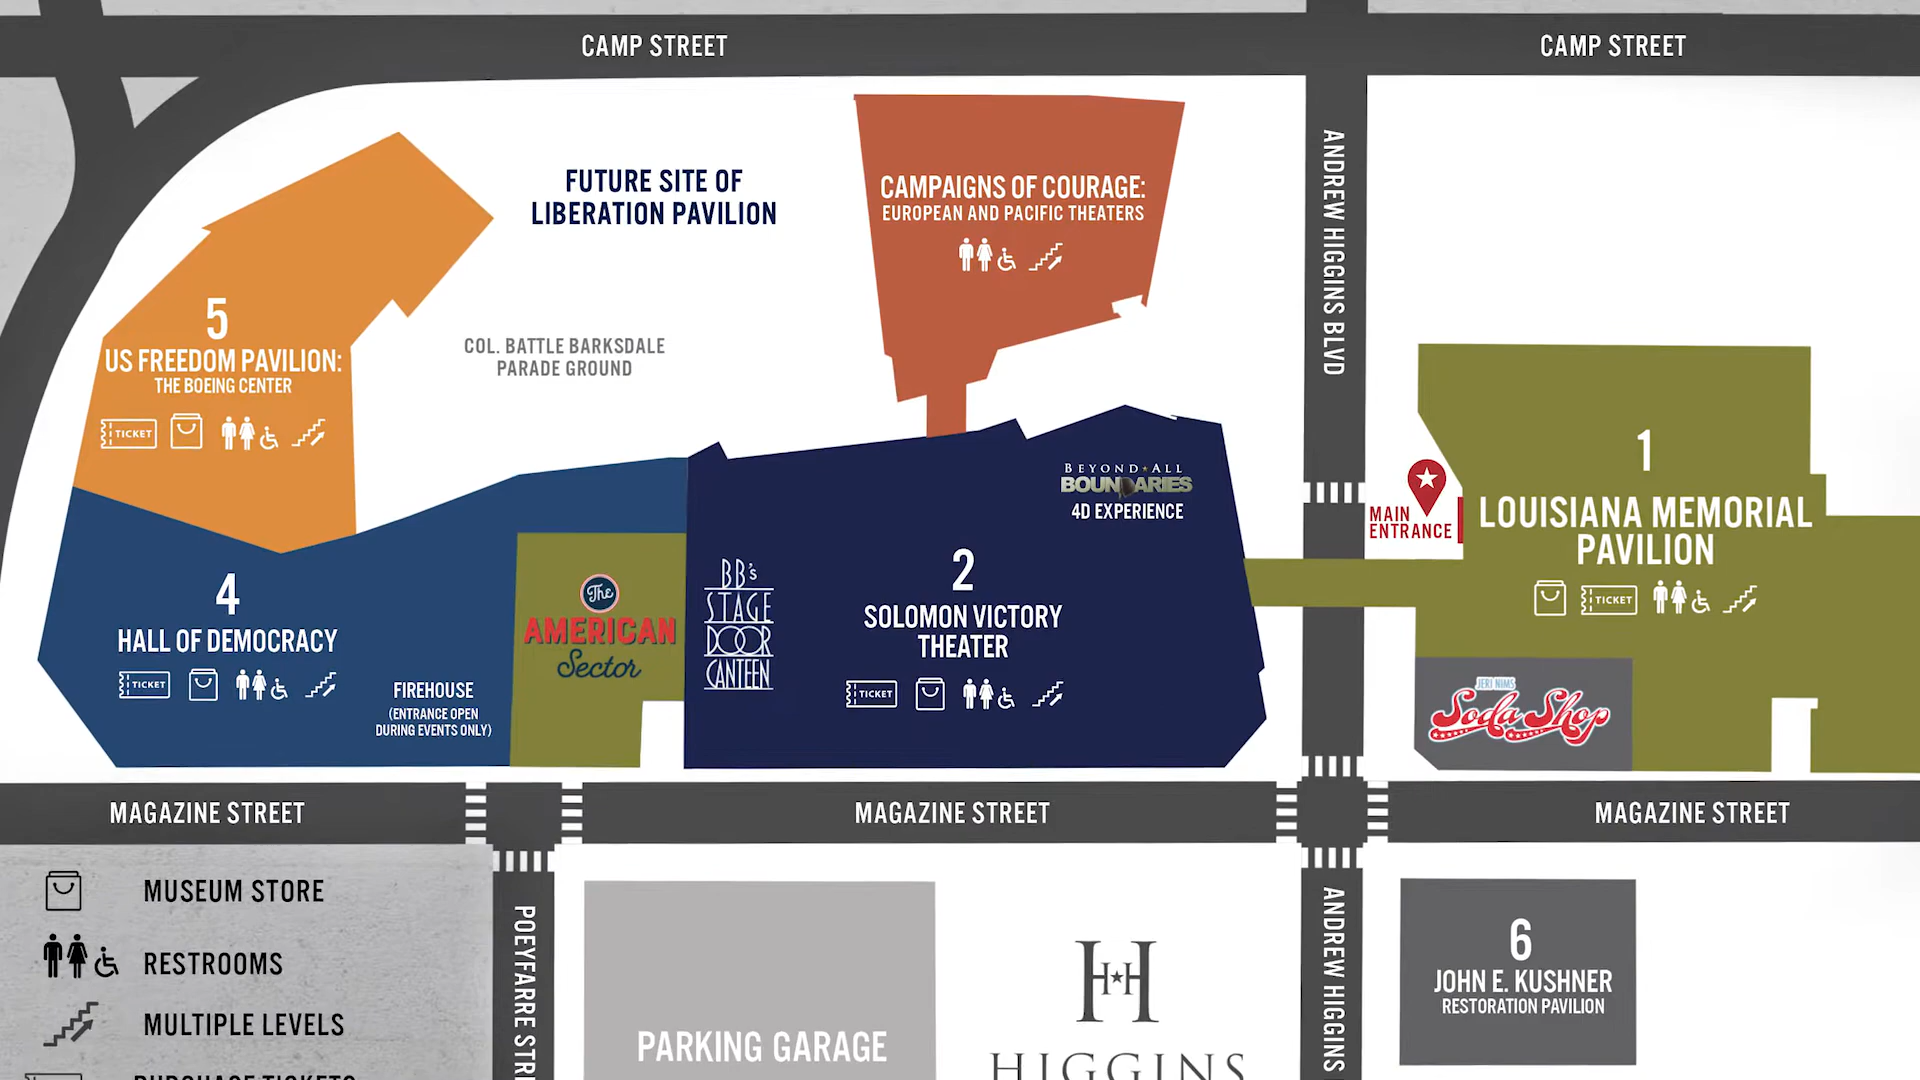 CAMP STREET
CAMP STREET
FUTURE SITE OF
LIBERATION PAVILION
CAMPAIGNS OF COURAGE:
EUROPEAN AND PACIFIC THEATERS
ANDREW HIGGINS BLVD
5
US FREEDOM PAVILION:
THE BOEING CENTER
TICKET
COL. BATTLE BARKSDALE
PARADE GROUND
BEYOND ALL
BOUNDARIES
4D EXPERIENCE
MAIN
ENTRANCE
1
LOUISIANA MEMORIAL
PAVILION
TICKET
4
HALL OF DEMOCRACY
TICKET
FIREHOUSE
(ENTRANCE OPEN
DURING EVENTS ONLY)
The
AMERICAN
Sector
BB's
STAGE
DOOR
CANTEEN
2
SOLOMON VICTORY
THEATER
TICKET
JERI NIMS
Soda Shop
MAGAZINE STREET
MAGAZINE STREET
MAGAZINE STREET
MUSEUM STORE
RESTROOMS
MULTIPLE LEVELS
PURCHASE TICKETS
POEYFARRE STR
PARKING GARAGE
H H H
HIGGINS
ANDREW HIGGINS
6
JOHN E. KUSHNER
RESTORATION PAVILION